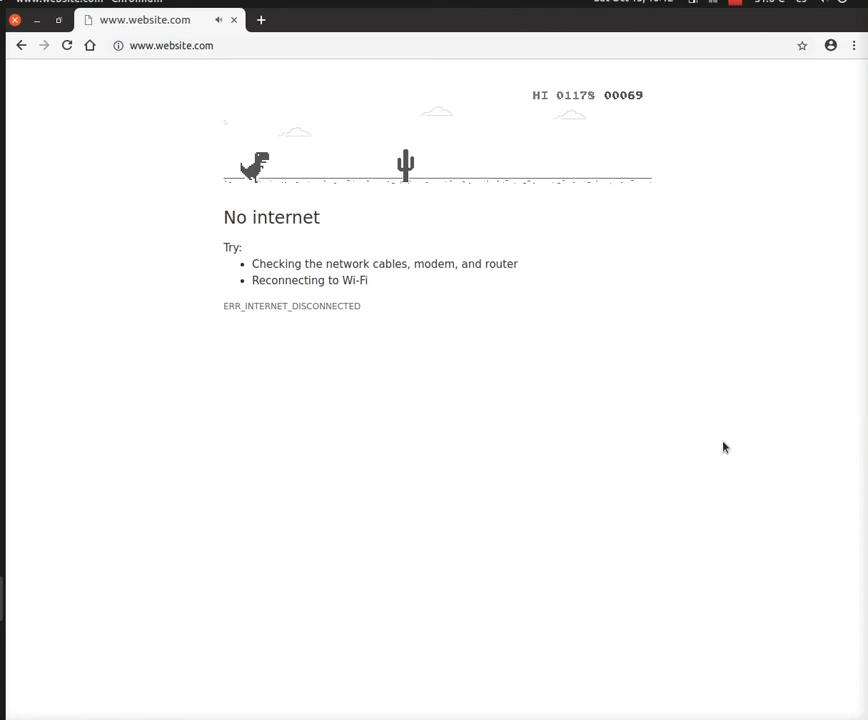 www.website.com
www.website.com
HI 01178 00069
No internet
Try:
Checking the network cables, modem, and router
Reconnecting to Wi-Fi
ERR_INTERNET_DISCONNECTED